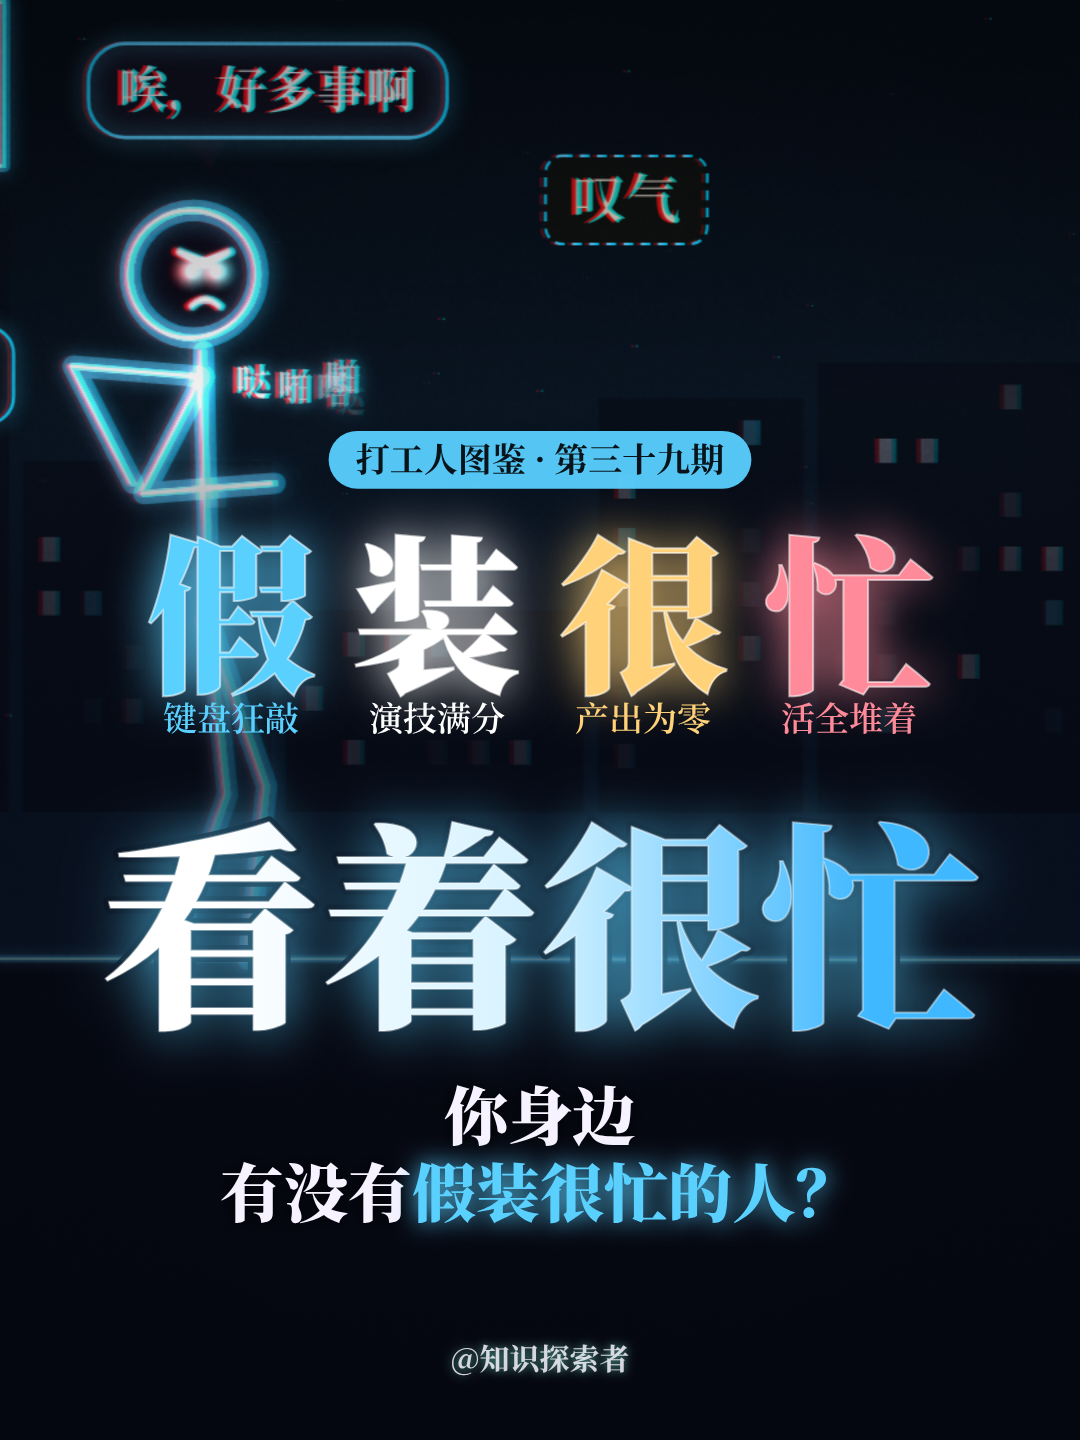 唉，好多事啊
叹气
哒啪嗒
打工人图鉴·第三十九期
假装很忙
键盘狂敲 演技满分 产出为零 活全堆着
看着很忙
你身边
有没有假装很忙的人？
@知识探索者